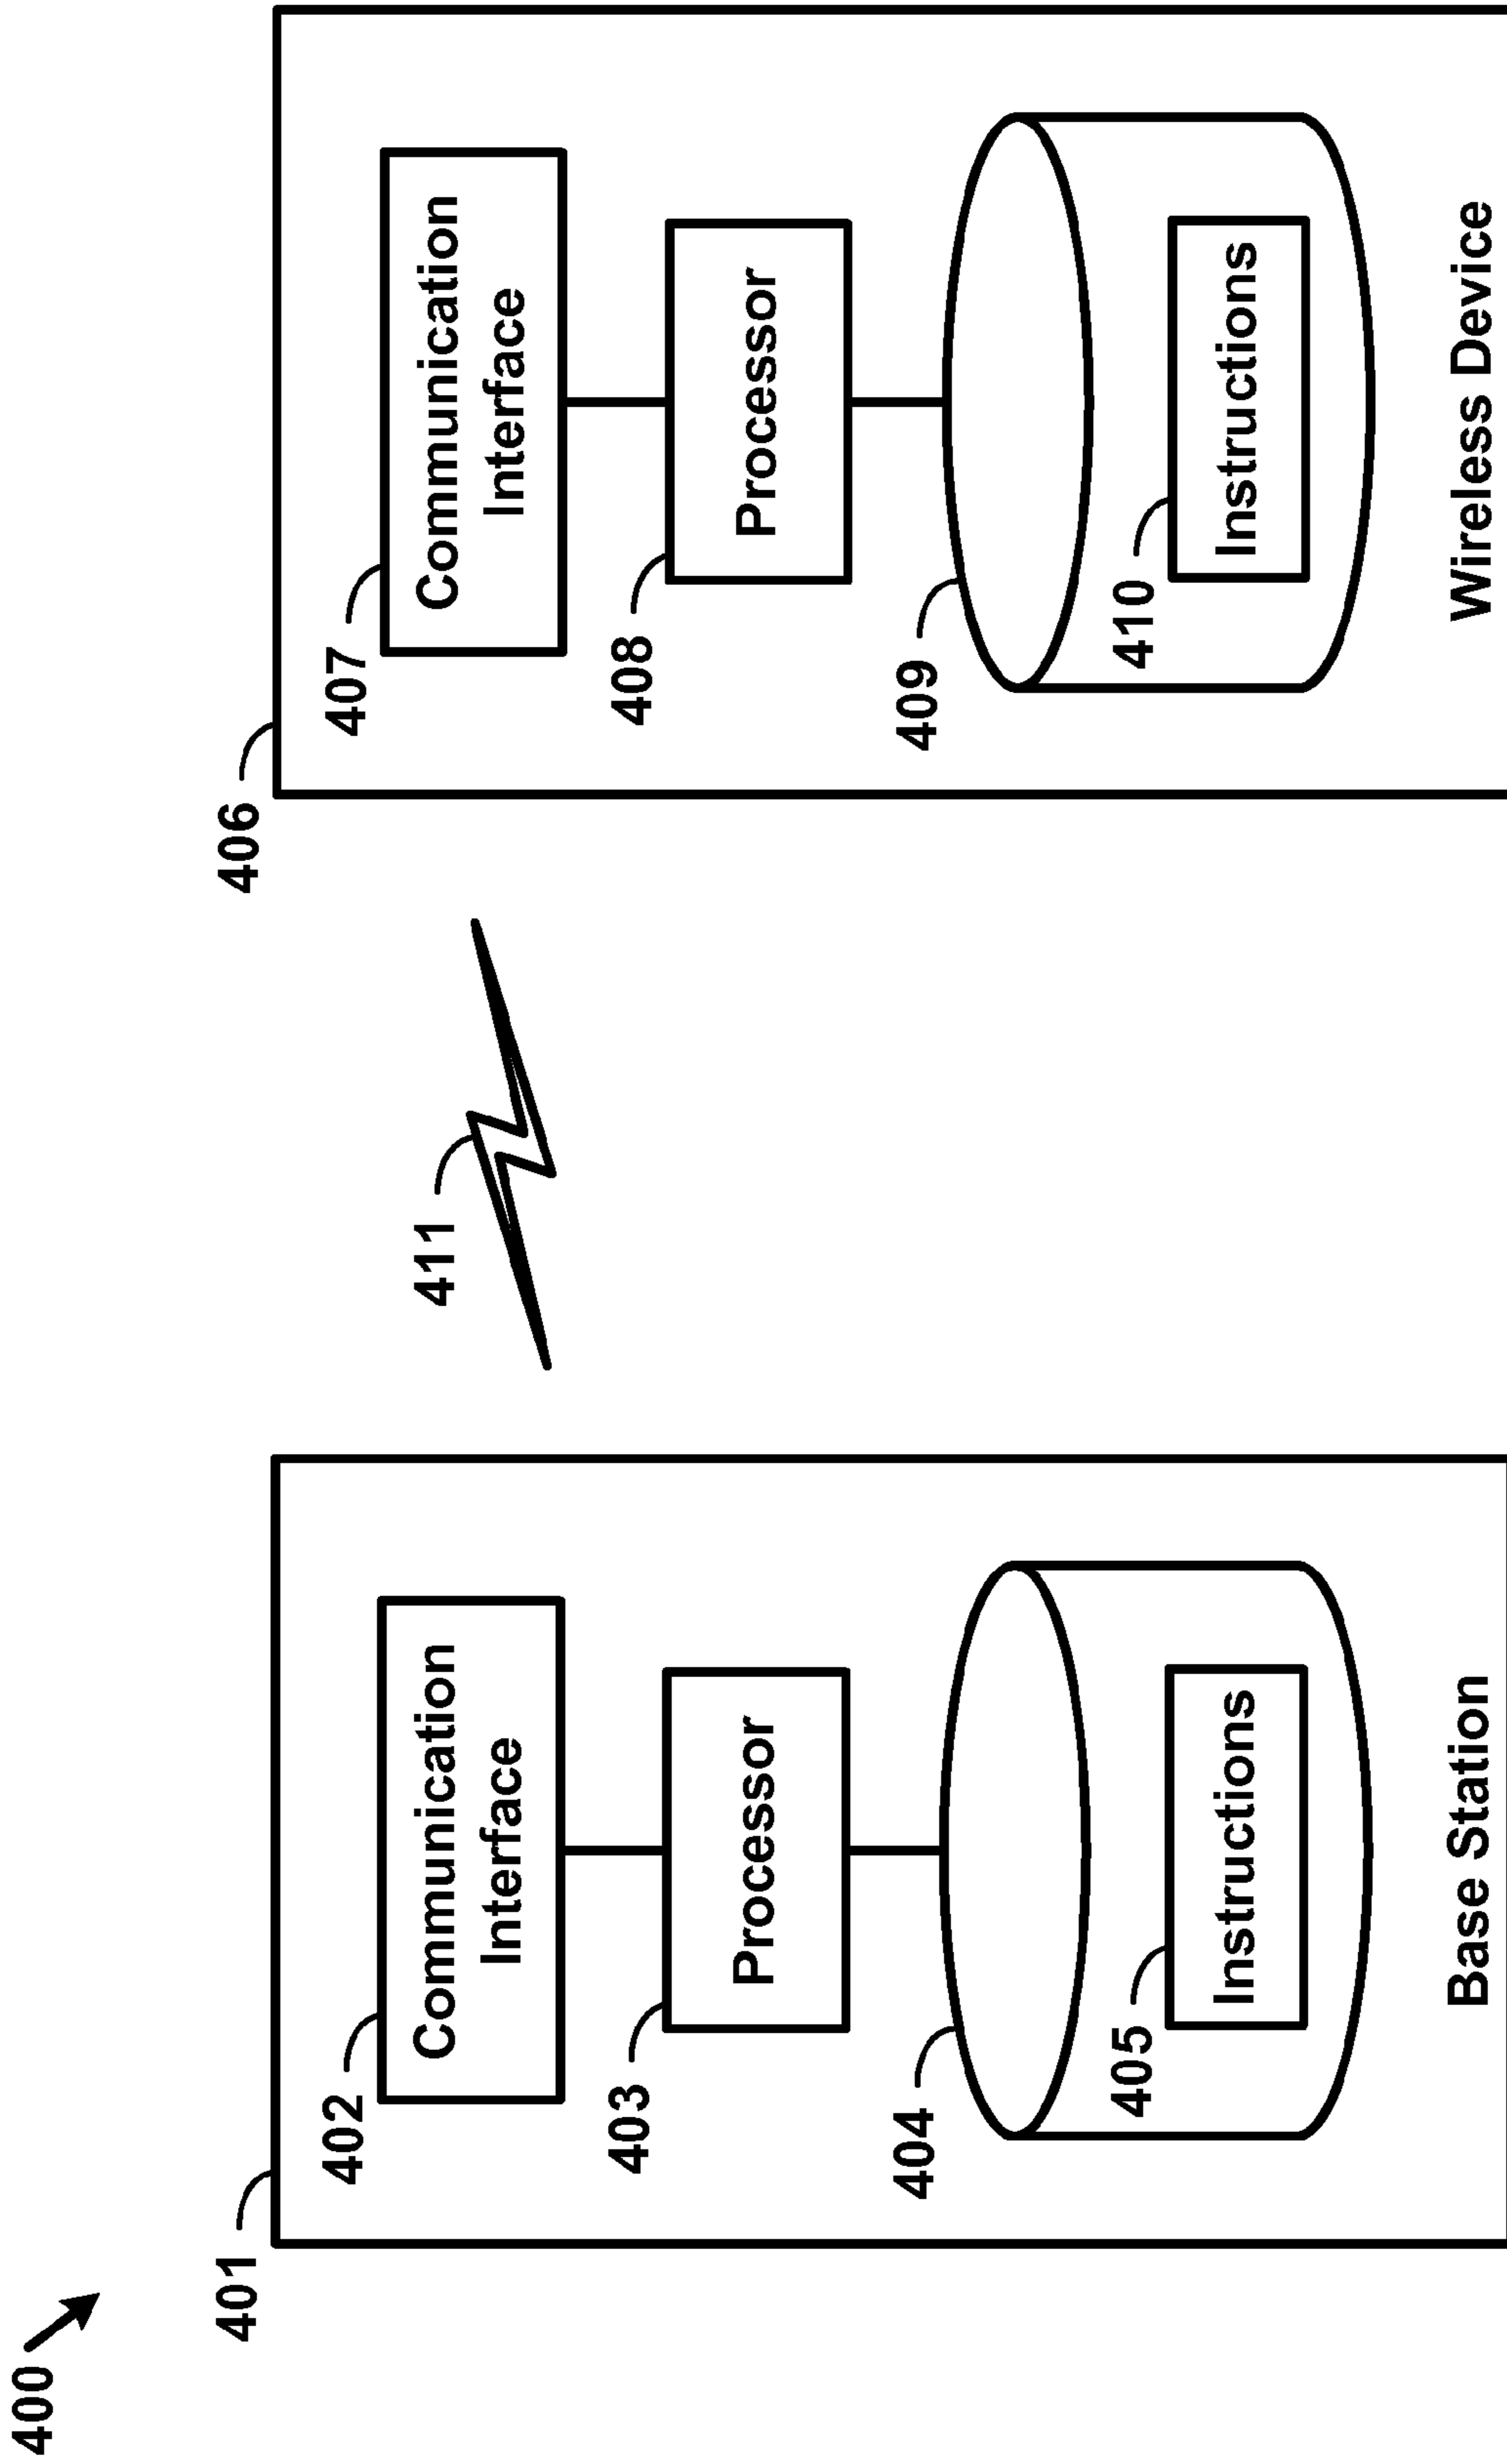 400
401
402
Communication
Interface
403
Processor
404
405
Instructions
Base Station
411
406
407
Communication
Interface
408
Processor
409
410
Instructions
Wireless Device